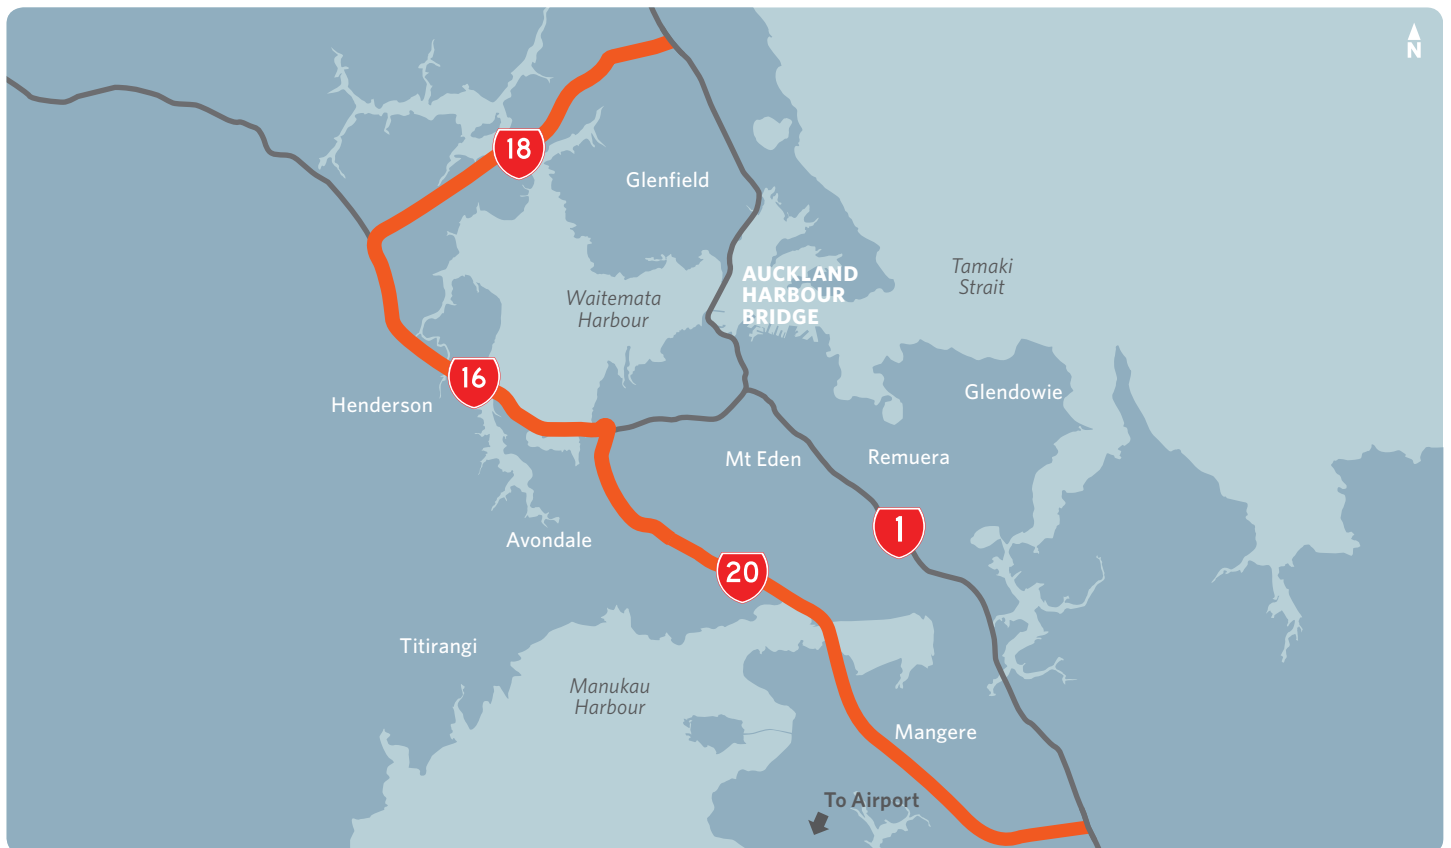 N
18
Glenfield
AUCKLAND
HARBOUR
BRIDGE
Tamaki
Strait
Waitemata
Harbour
16
Henderson
Glendowie
Mt Eden
Remuera
1
Avondale
20
Titirangi
Manukau
Harbour
Mangere
To Airport